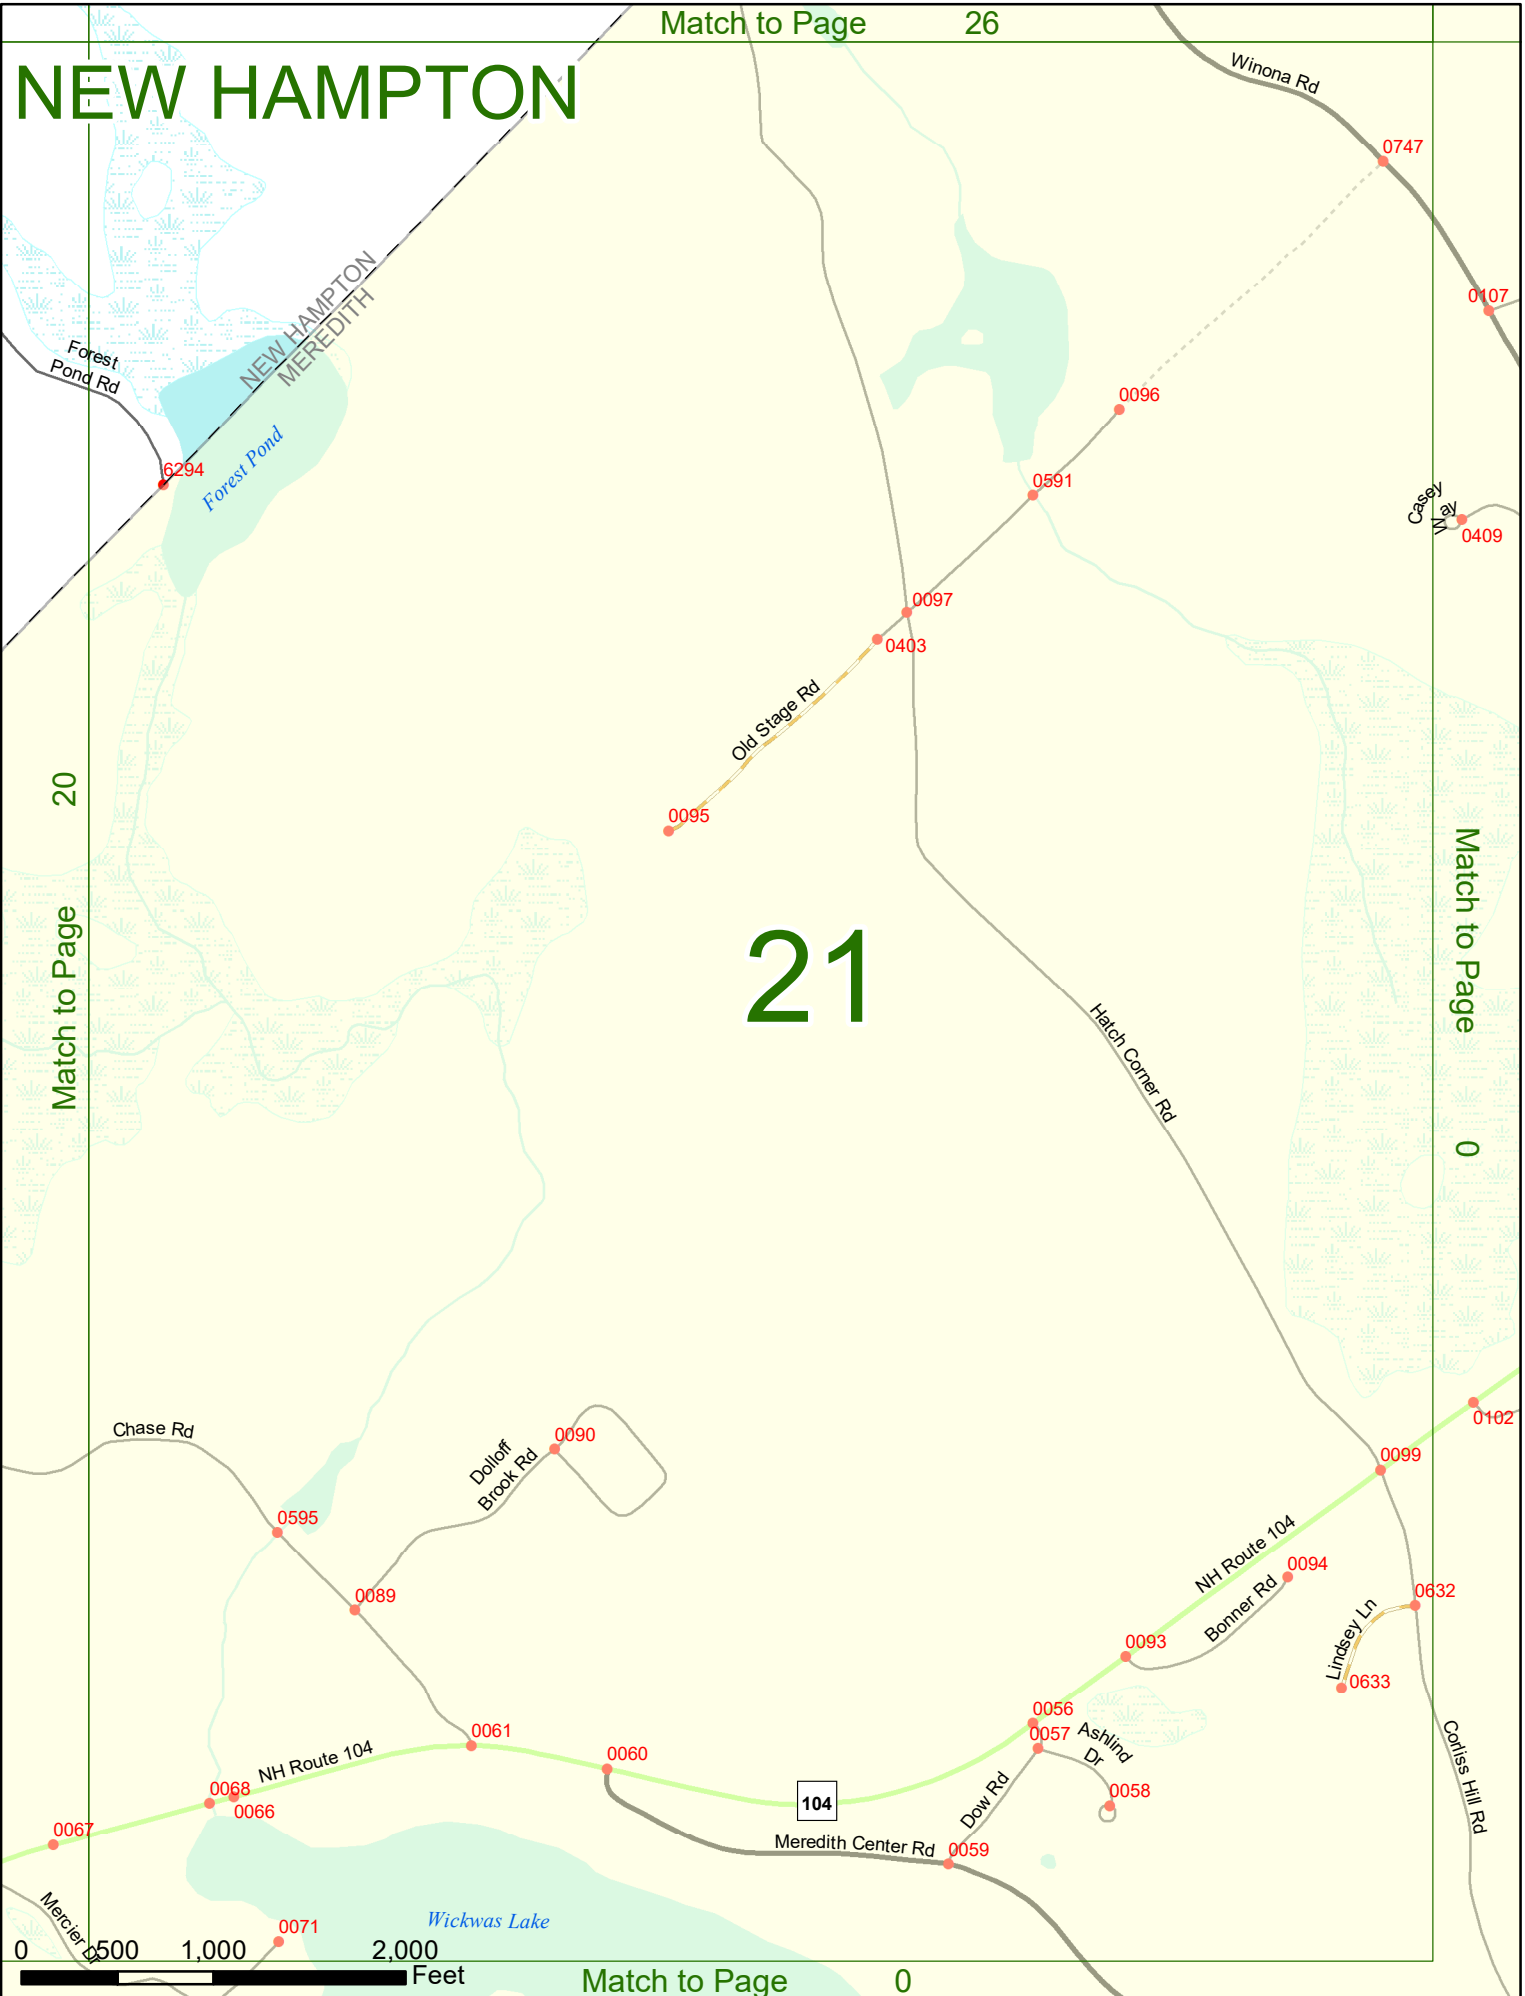 Match to Page 26
NEW HAMPTON
Winona Rd
0747
0107
NEW HAMPTON
MEREDITH
Forest
Pond Rd
0096
Forest Pond
6294
0591
Casey
Way
0409
0097
0403
Old Stage Rd
0095
Match to Page 20
21
Match to Page 0
Hatch Corner Rd
Chase Rd
0102
Dolloff
Brook Rd
0090
0099
0595
NH Route 104
0094
0089
Bonner Rd
0632
Lindsey Ln
0093
0633
0056
0057
Ashlind
Dr
0061
0060
NH Route 104
0068
0066
104
Dow Rd
0058
Corliss Hill Rd
0067
Meredith Center Rd
0059
Mercier Dr
0071
Wickwas Lake
0 500 1,000 2,000
Feet
Match to Page 0